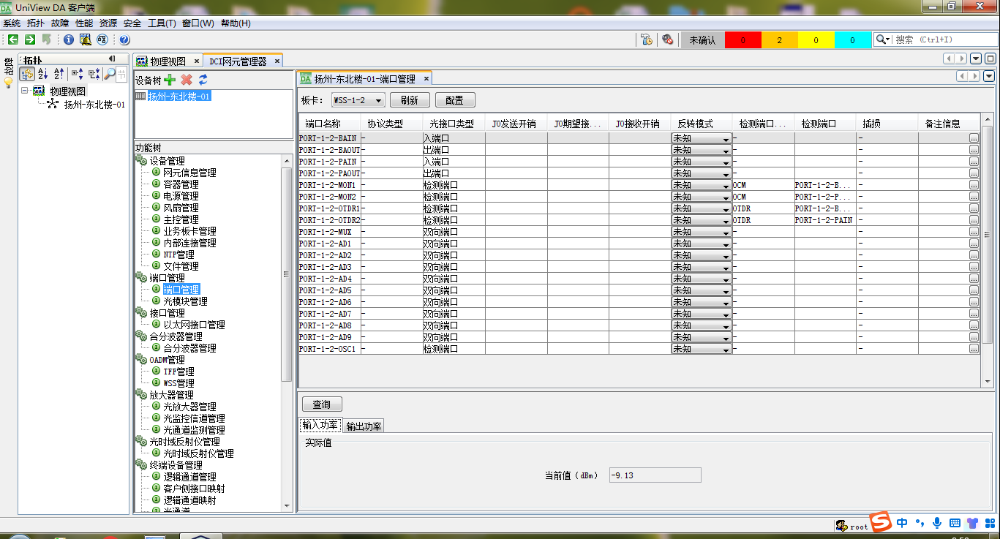 DA UniView DA 客户端
系统 拓扑 故障 性能 资源 安全 工具(T) 窗口(W) 帮助(H)
未确认 0 2 0 0 搜索 (Ctrl+I)
拓扑
物理视图
扬州-东北楼-01
物理视图 × DCI网元管理器 ×
设备树
扬州-东北楼-01
功能树
设备管理
网元信息管理
容器管理
电源管理
风扇管理
主控管理
业务板卡管理
内部连接管理
NTP管理
文件管理
端口管理
端口管理
光模块管理
接口管理
以太网接口管理
合分波器管理
合分波器管理
OADM管理
TFF管理
WSS管理
放大器管理
光放大器管理
光监控信道管理
光通道监测管理
光时域反射仪管理
光时域反射仪管理
终端设备管理
逻辑通道管理
客户侧接口映射
逻辑通道映射
光通道
DA 扬州-东北楼-01-端口管理 ×
板卡： WSS-1-2 刷新 配置
端口名称 协议类型 光接口类型 J0发送开销 J0期望接... J0接收开销 反转模式 检测端口... 检测端口 插损 备注信息
PORT-1-2-BAIN - 入端口 未知 - - ...
PORT-1-2-BAOUT - 出端口 未知 - - ...
PORT-1-2-PAIN - 入端口 未知 - - ...
PORT-1-2-PAOUT - 出端口 未知 - - ...
PORT-1-2-MON1 - 检测端口 未知 OCM PORT-1-2-B... - ...
PORT-1-2-MON2 - 检测端口 未知 OCM PORT-1-2-P... - ...
PORT-1-2-OTDR1 - 检测端口 未知 OTDR PORT-1-2-B... - ...
PORT-1-2-OTDR2 - 检测端口 未知 OTDR PORT-1-2-PAIN - ...
PORT-1-2-MUX - 双向端口 未知 - - ...
PORT-1-2-AD1 - 双向端口 未知 - - ...
PORT-1-2-AD2 - 双向端口 未知 - - ...
PORT-1-2-AD3 - 双向端口 未知 - - ...
PORT-1-2-AD4 - 双向端口 未知 - - ...
PORT-1-2-AD5 - 双向端口 未知 - - ...
PORT-1-2-AD6 - 双向端口 未知 - - ...
PORT-1-2-AD7 - 双向端口 未知 - - ...
PORT-1-2-AD8 - 双向端口 未知 - - ...
PORT-1-2-AD9 - 双向端口 未知 - - ...
PORT-1-2-OSC1 - 检测端口 未知 - - ...
查询
输入功率 输出功率
实际值
当前值（dBm） -9.13
root 中